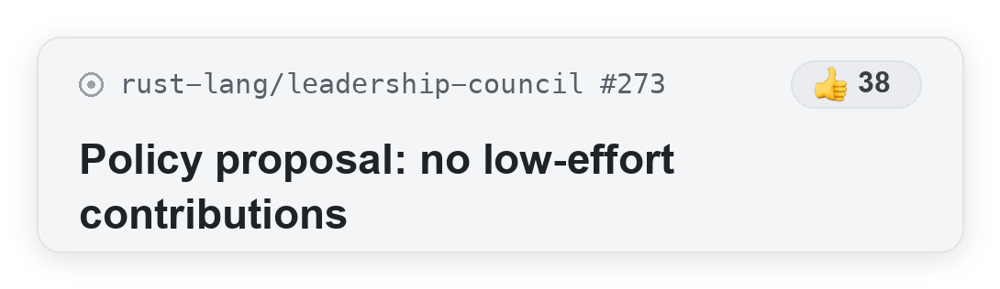 rust-lang/leadership-council #273
👍 38
Policy proposal: no low-effort
contributions